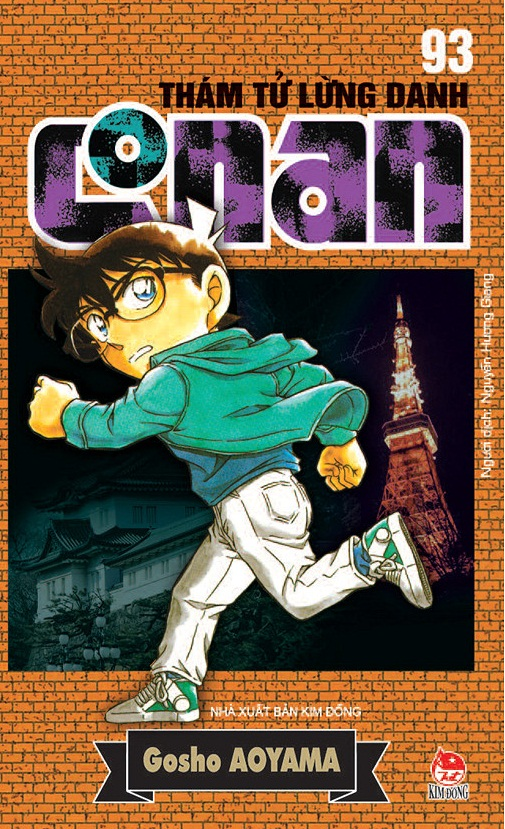 93
THÁM TỬ LỪNG DANH
CONAN
Người dịch: Nguyễn Hương Giang
NHÀ XUẤT BẢN KIM ĐỒNG
Gosho AOYAMA
KIM ĐỒNG